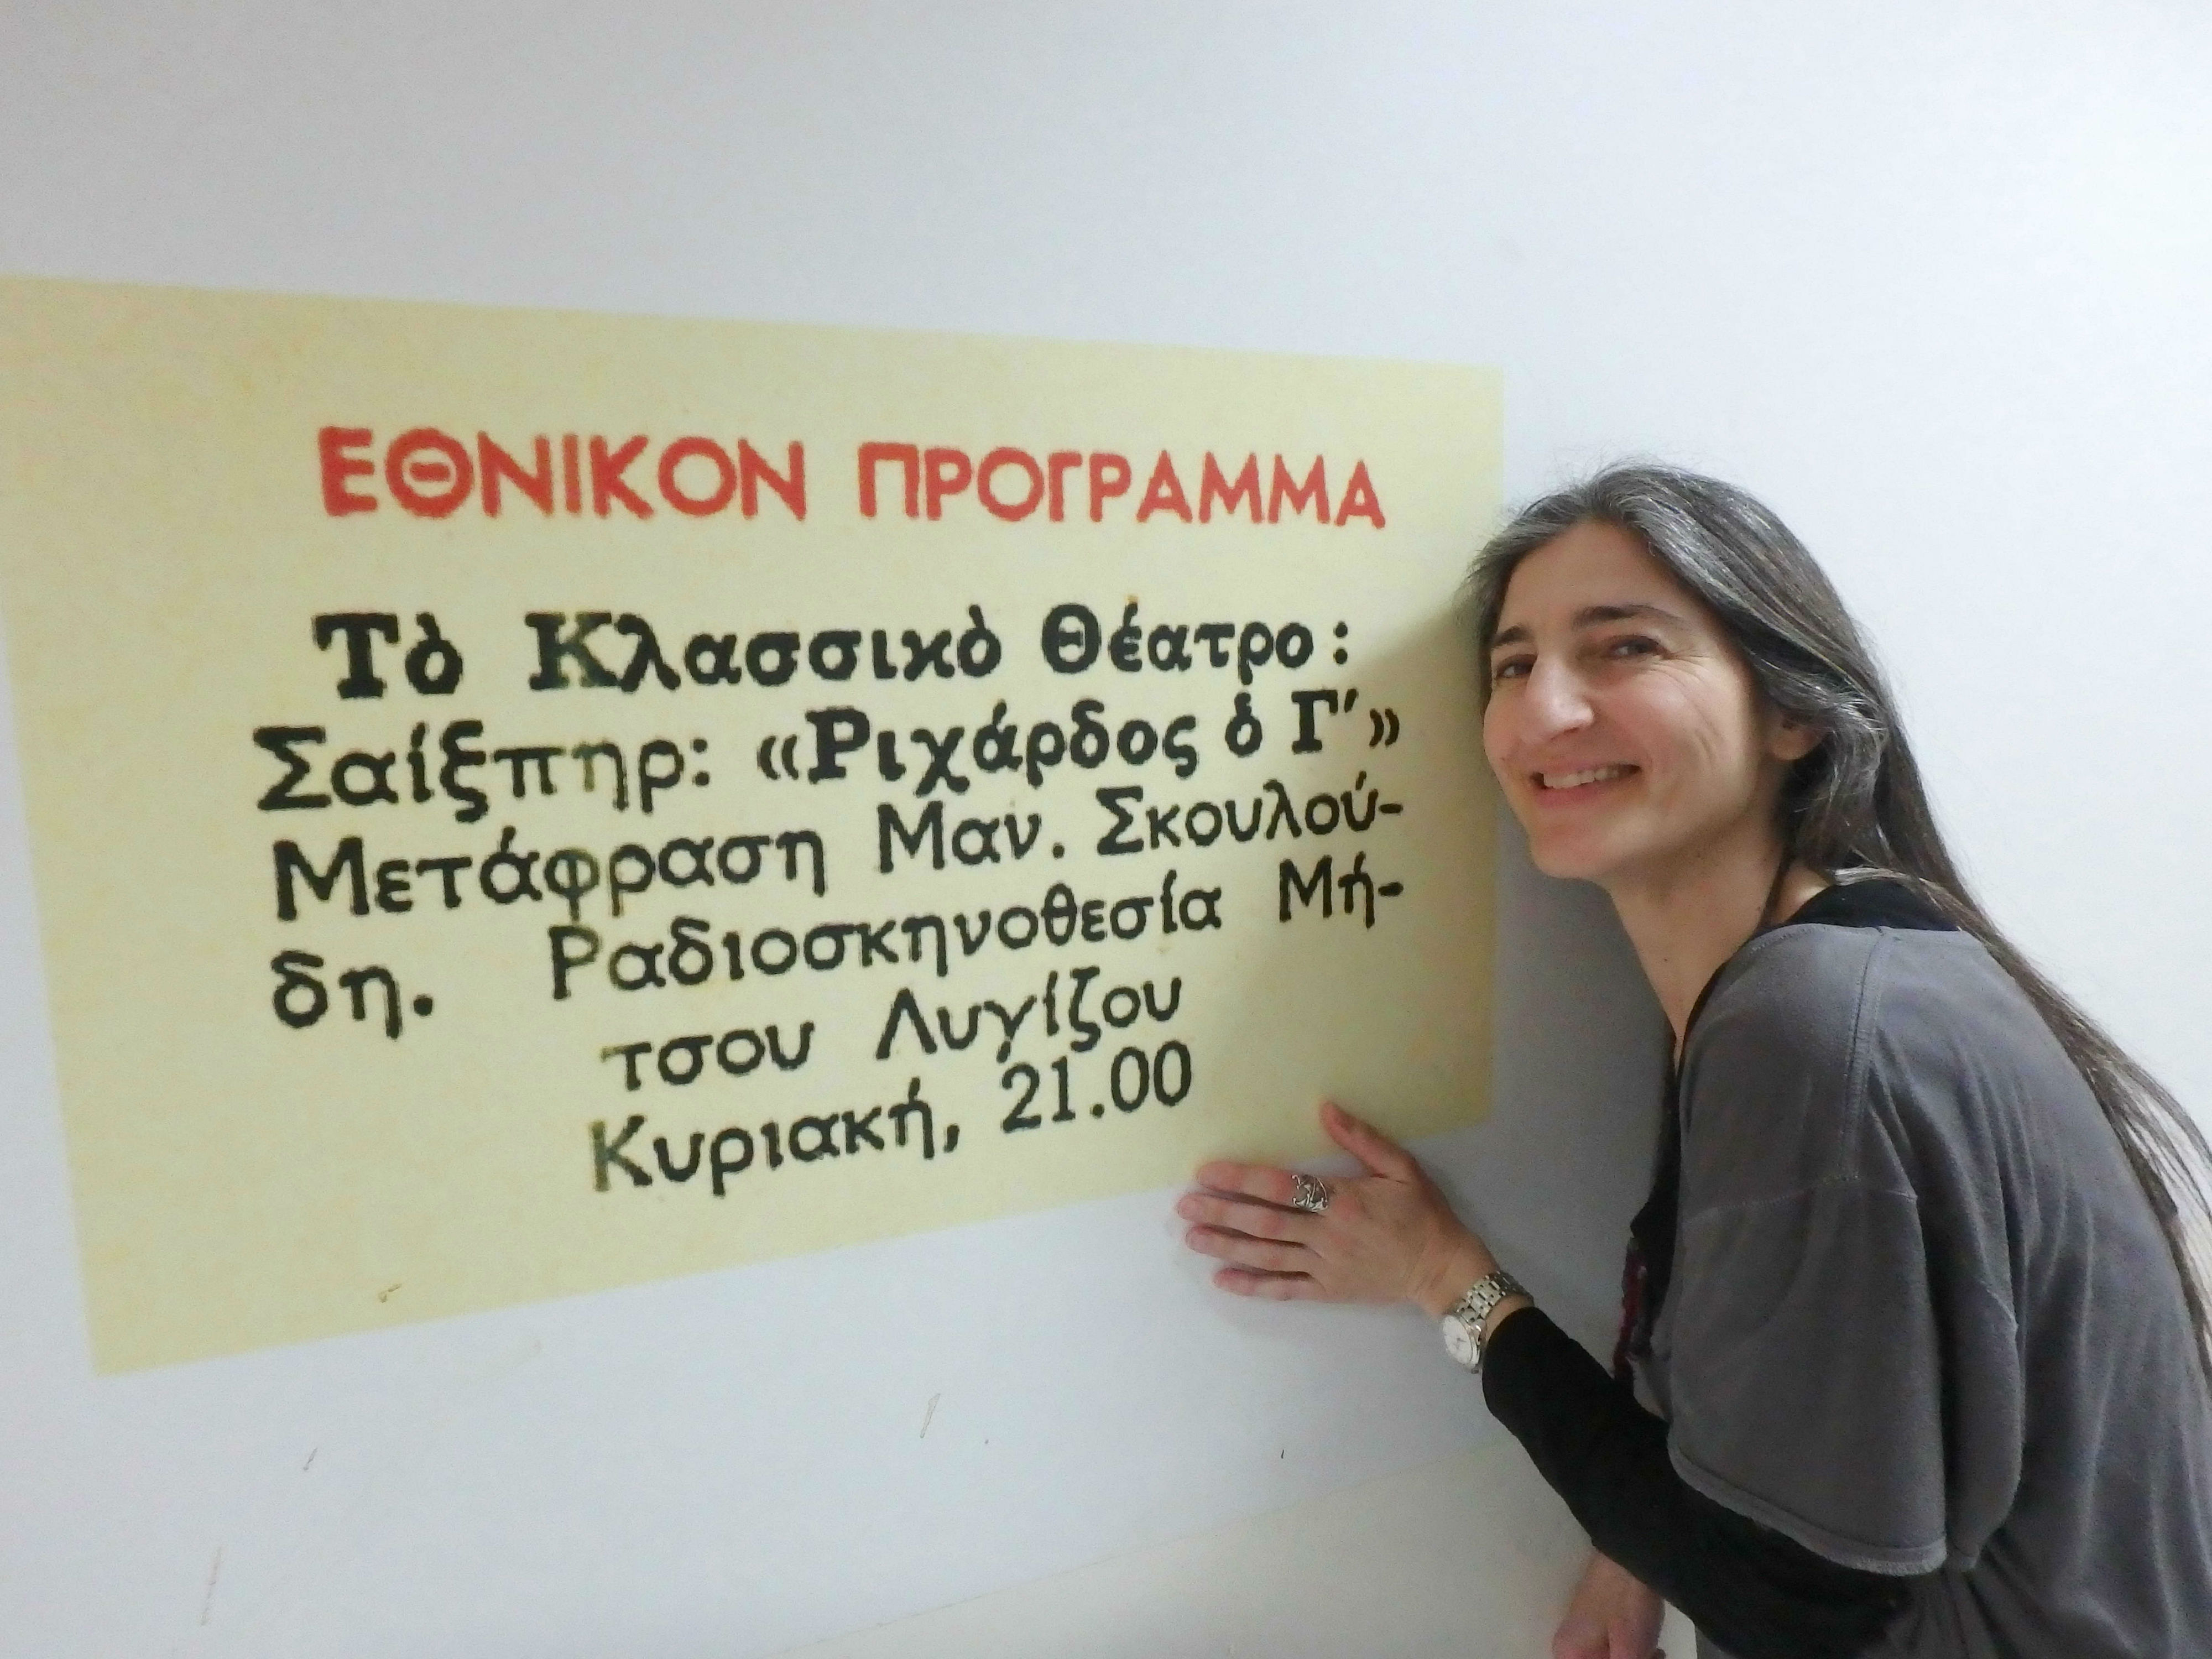 ΕΘΝΙΚΟΝ ΠΡΟΓΡΑΜΜΑ
Τὸ Κλασσικὸ Θέατρο:
Σαίξπηρ: «Ριχάρδος ὁ Γ΄»
Μετάφραση Μαν. Σκουλού-
δη. Ραδιοσκηνοθεσία Μή-
τσου Λυγίζου
Κυριακή, 21.00